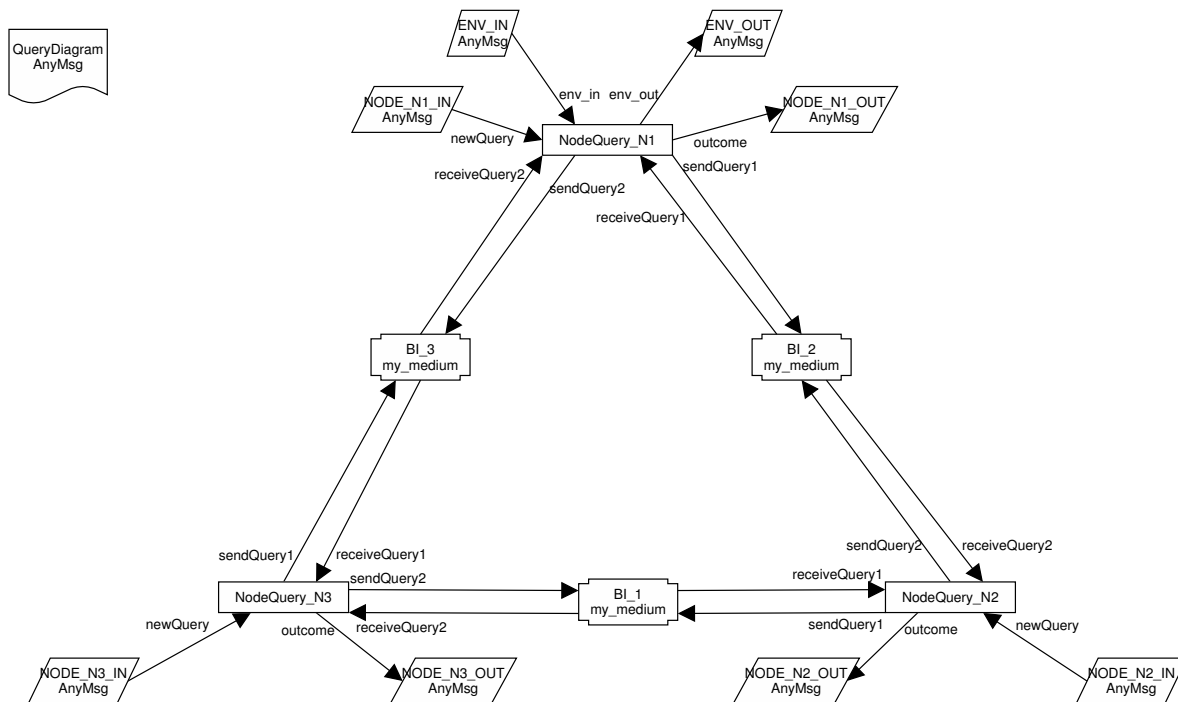 ENV_IN
AnyMsg
ENV_OUT
AnyMsg
QueryDiagram
AnyMsg
env_in
env_out
NODE_N1_IN
AnyMsg
NODE_N1_OUT
AnyMsg
newQuery
NodeQuery_N1
outcome
receiveQuery2
sendQuery2
sendQuery1
receiveQuery1
BI_3
my_medium
BI_2
my_medium
sendQuery1
receiveQuery1
sendQuery2
receiveQuery2
sendQuery2
receiveQuery1
NodeQuery_N3
BI_1
my_medium
NodeQuery_N2
newQuery
outcome
receiveQuery2
sendQuery1
outcome
newQuery
NODE_N3_IN
AnyMsg
NODE_N3_OUT
AnyMsg
NODE_N2_OUT
AnyMsg
NODE_N2_IN
AnyMsg